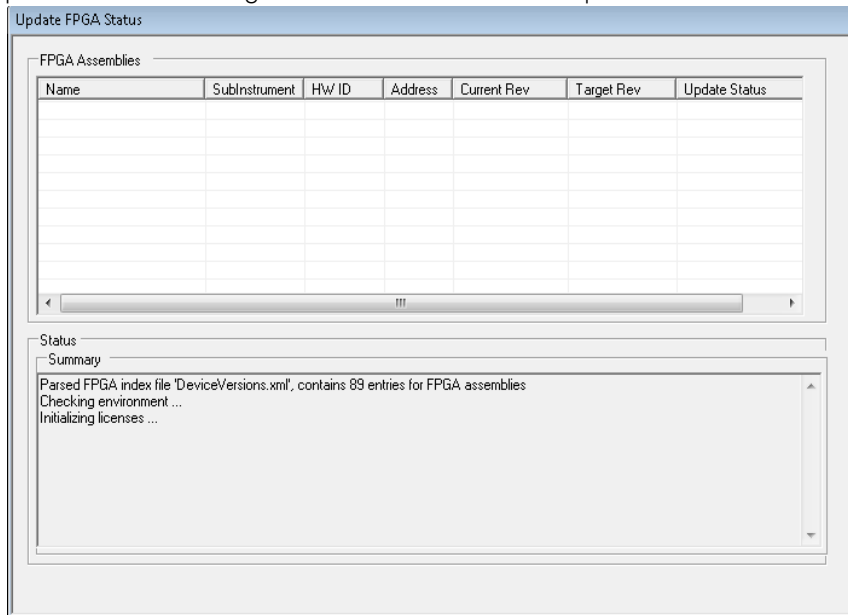 Update FPGA Status
FPGA Assemblies
Name SubInstrument HW ID Address Current Rev Target Rev Update Status
Status
Summary
Parsed FPGA index file 'DeviceVersions.xml', contains 89 entries for FPGA assemblies
Checking environment ...
Initializing licenses ...